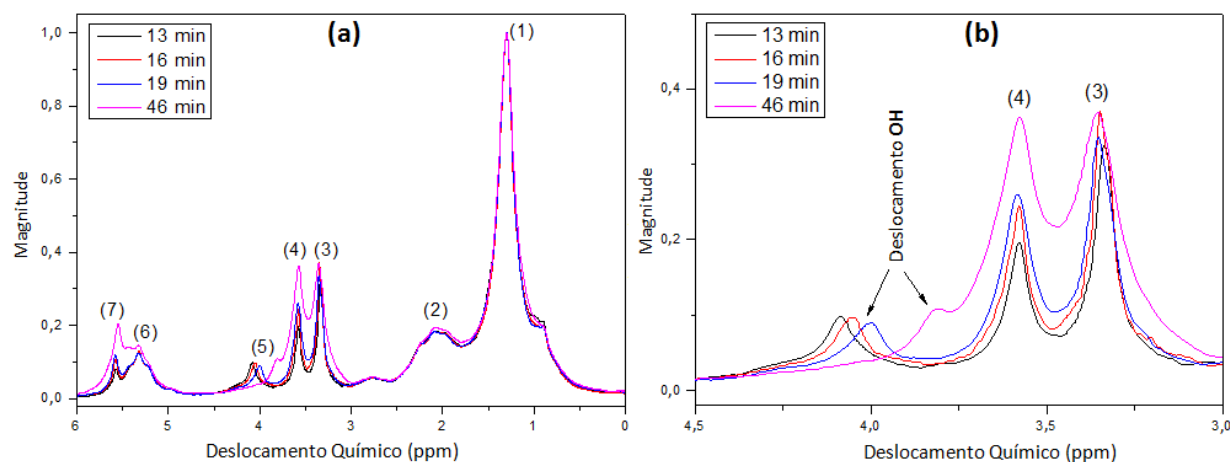 (a)
13 min
16 min
19 min
46 min
(1)
(2)
(3)
(4)
(5)
(6)
(7)
1,0
0,8
0,6
0,4
0,2
0,0
Magnitude
6 5 4 3 2 1 0
Deslocamento Químico (ppm)
(b)
13 min
16 min
19 min
46 min
(4)
(3)
Deslocamento OH
0,4
0,2
0,0
Magnitude
4,5 4,0 3,5 3,0
Deslocamento Químico (ppm)